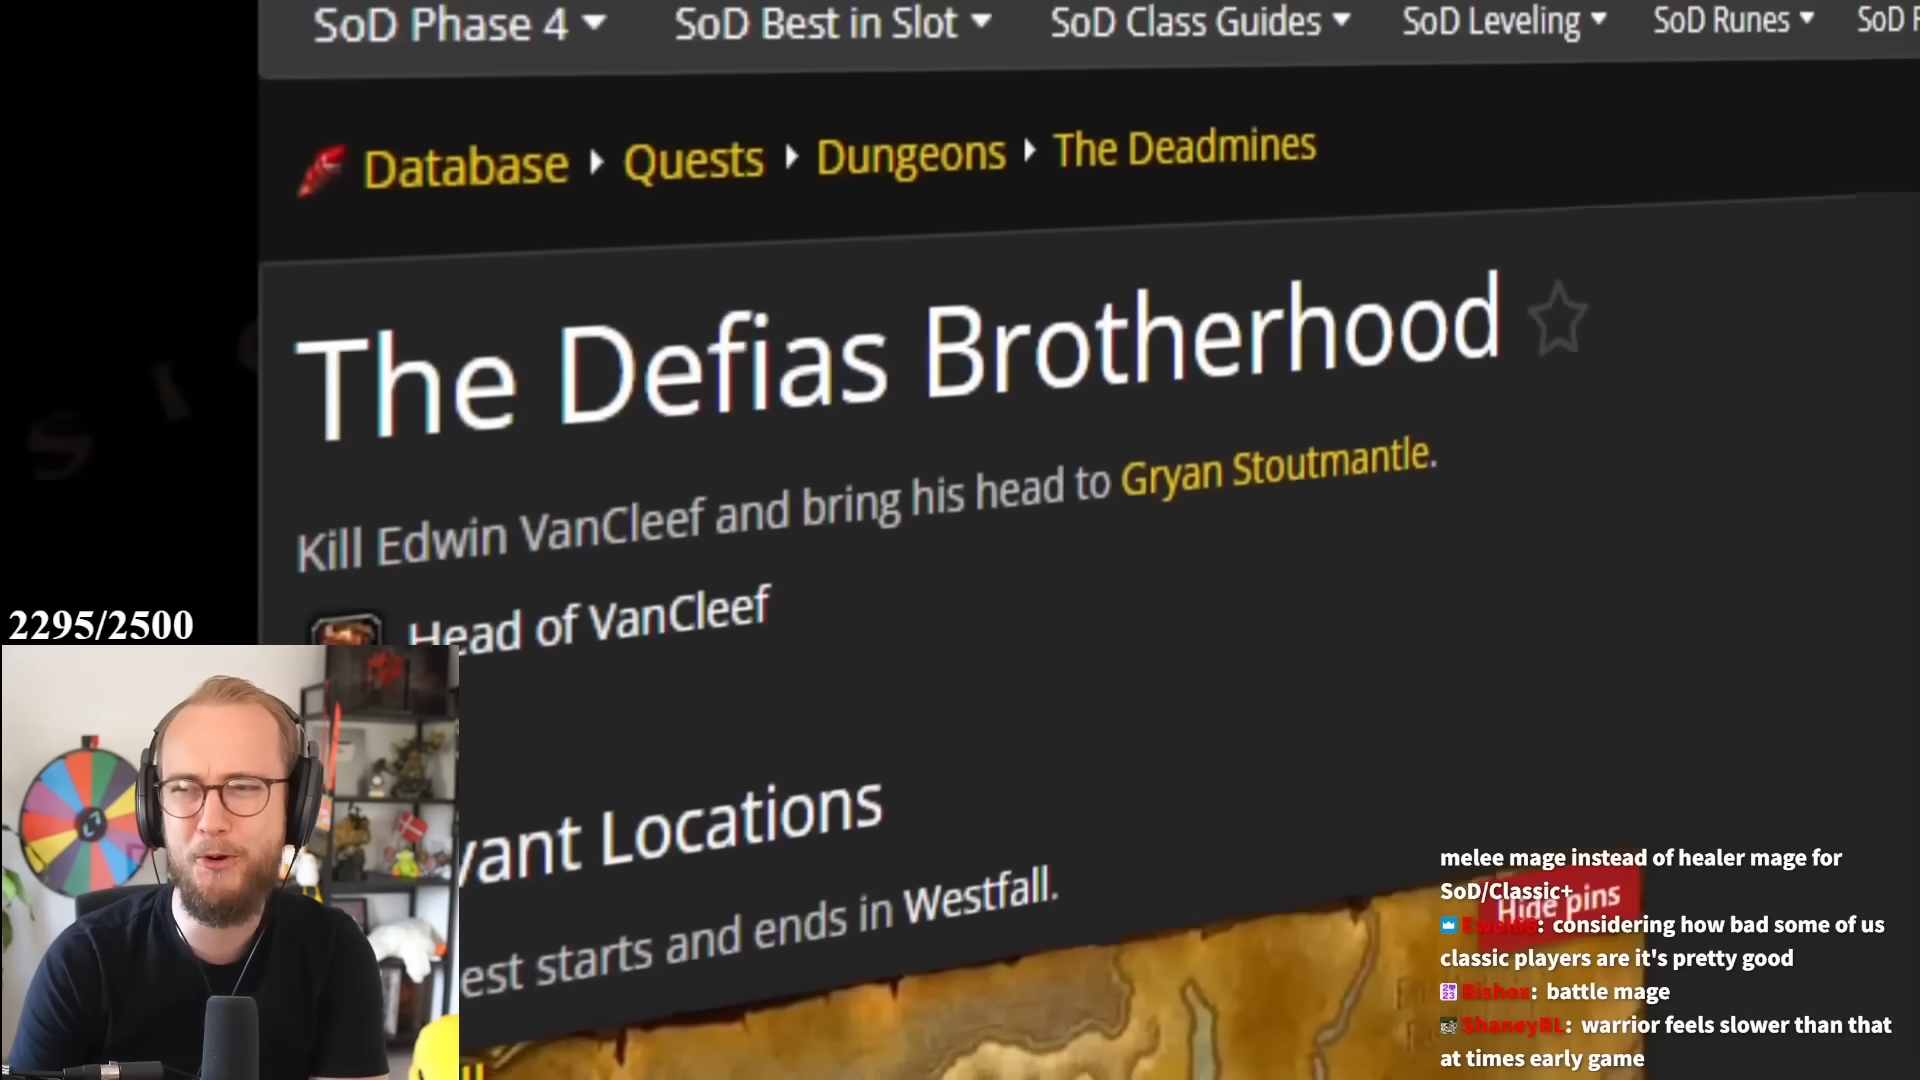 SoD Phase 4 SoD Best in Slot SoD Class Guides SoD Leveling SoD Runes SoD
Database Quests Dungeons The Deadmines
The Defias Brotherhood
Kill Edwin VanCleef and bring his head to Gryan Stoutmantle.
Head of VanCleef
vant Locations
est starts and ends in Westfall.
Hide pins
2295/2500
melee mage instead of healer mage for
SoD/Classic+
: considering how bad some of us
classic players are it's pretty good
Bishox: battle mage
ShaneyRL: warrior feels slower than that
at times early game